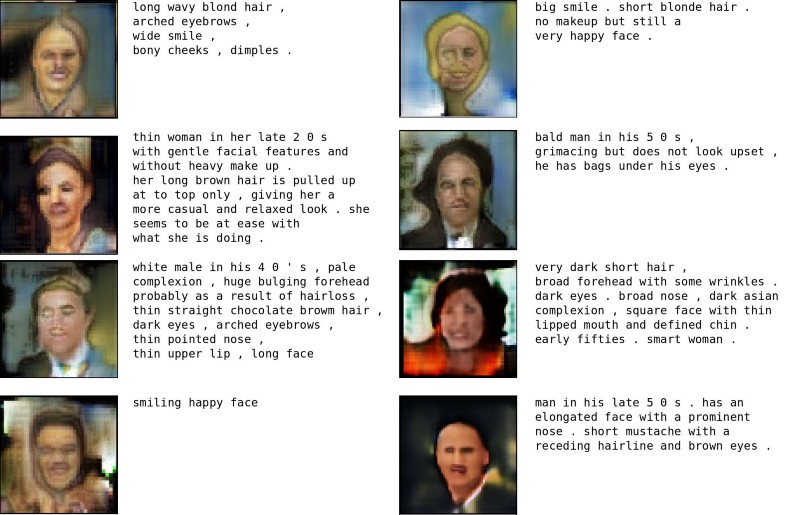 long wavy blond hair ,
arched eyebrows ,
wide smile ,
bony cheeks , dimples .
big smile . short blonde hair .
no makeup but still a
very happy face .
thin woman in her late 2 0 s
with gentle facial features and
without heavy make up .
her long brown hair is pulled up
at to top only , giving her a
more casual and relaxed look . she
seems to be at ease with
what she is doing .
bald man in his 5 0 s ,
grimacing but does not look upset ,
he has bags under his eyes .
white male in his 4 0 ' s , pale
complexion , huge bulging forehead
probably as a result of hairloss ,
thin straight chocolate browm hair ,
dark eyes , arched eyebrows ,
thin pointed nose ,
thin upper lip , long face
very dark short hair ,
broad forehead with some wrinkles .
dark eyes . broad nose , dark asian
complexion , square face with thin
lipped mouth and defined chin .
early fifties . smart woman .
smiling happy face
man in his late 5 0 s . has an
elongated face with a prominent
nose . short mustache with a
receding hairline and brown eyes .